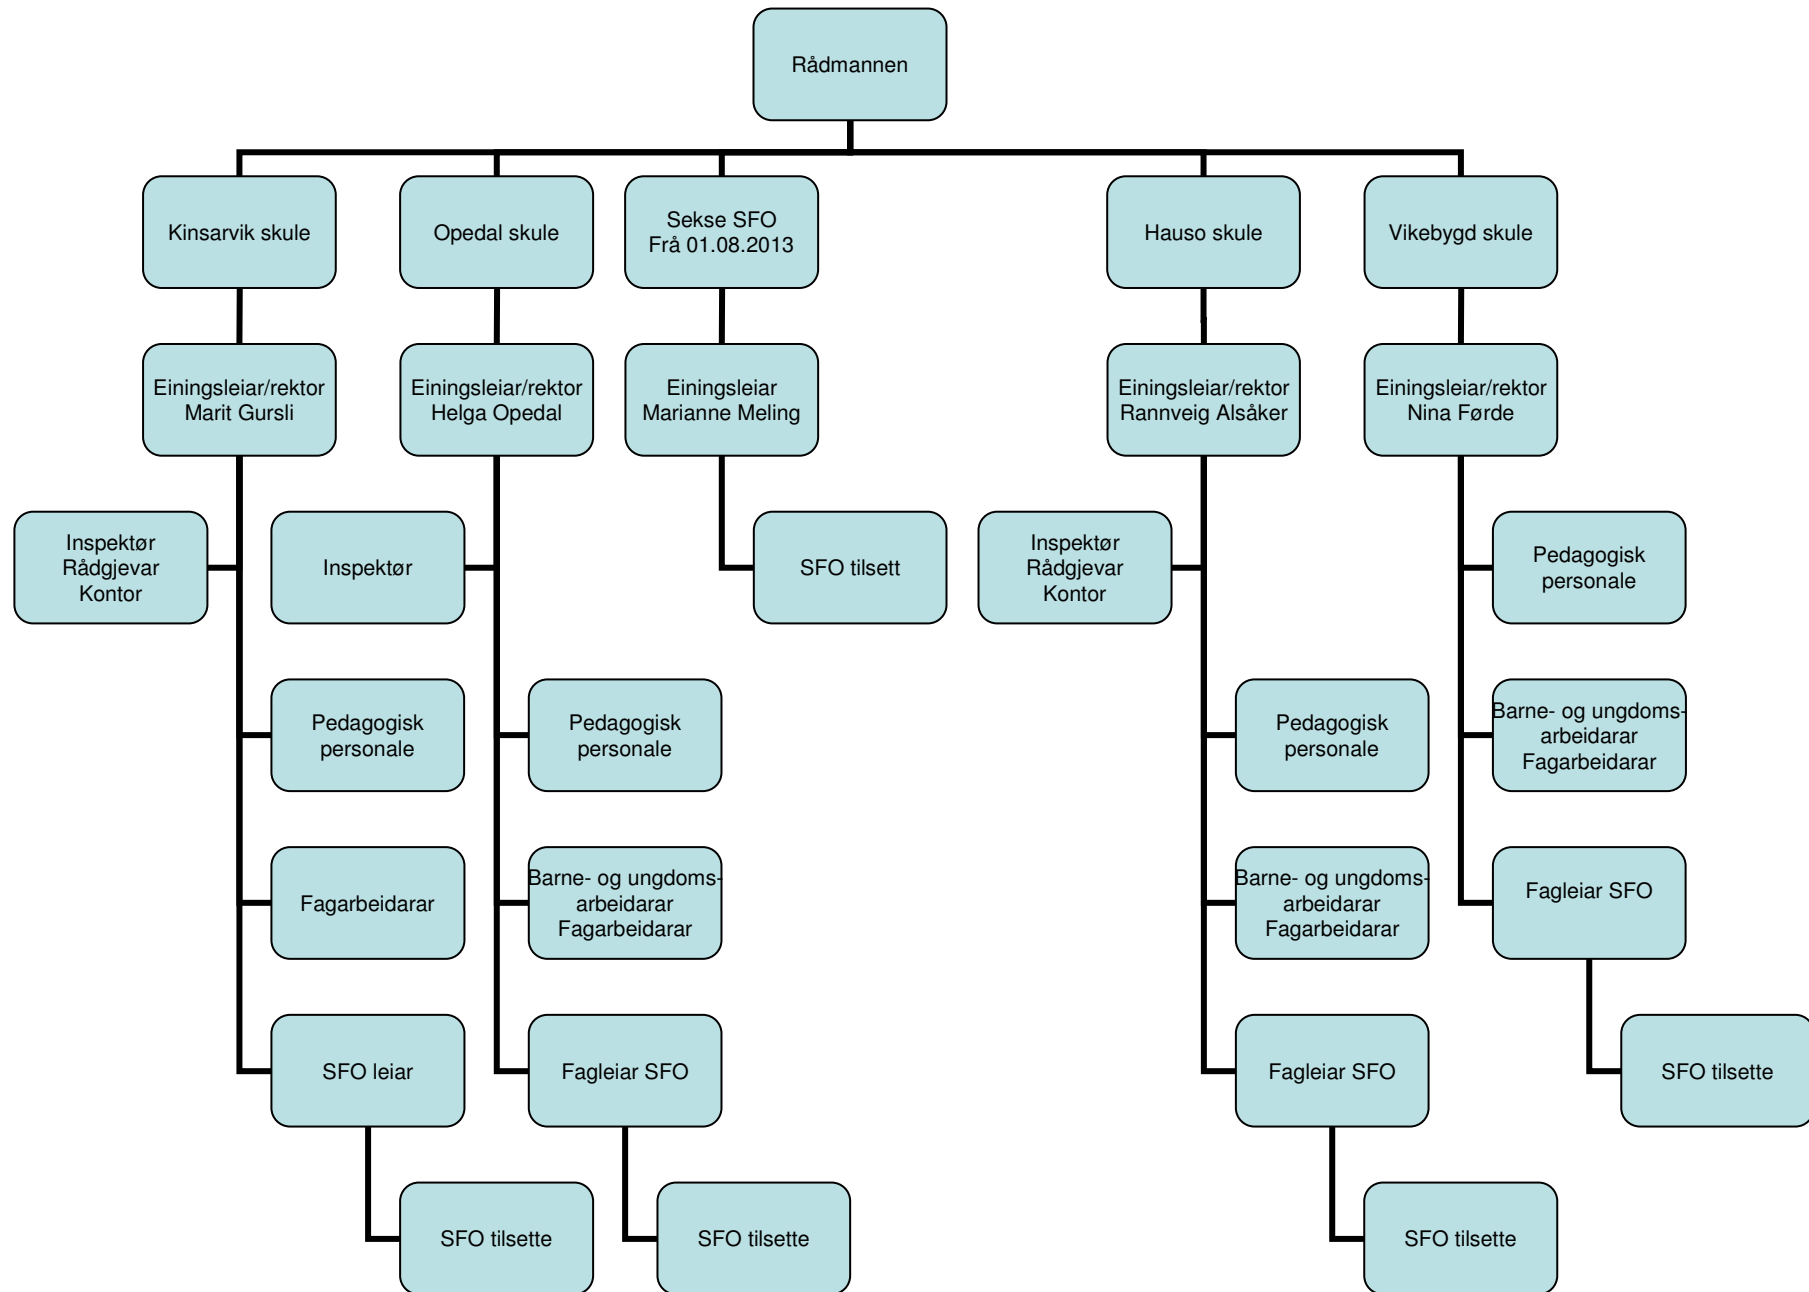 Rådmannen
Kinsarvik skule
Opedal skule
Sekse SFO
Frå 01.08.2013
Hauso skule
Vikebygd skule
Einingsleiar/rektor
Marit Gursli
Einingsleiar/rektor
Helga Opedal
Einingsleiar
Marianne Meling
Einingsleiar/rektor
Rannveig Alsåker
Einingsleiar/rektor
Nina Førde
Inspektør
Rådgjevar
Kontor
Inspektør
SFO tilsett
Inspektør
Rådgjevar
Kontor
Pedagogisk
personale
Pedagogisk
personale
Pedagogisk
personale
Pedagogisk
personale
Barne- og ungdoms-
arbeidarar
Fagarbeidarar
Fagarbeidarar
Barne- og ungdoms-
arbeidarar
Fagarbeidarar
Barne- og ungdoms-
arbeidarar
Fagarbeidarar
Fagleiar SFO
SFO leiar
Fagleiar SFO
Fagleiar SFO
SFO tilsette
SFO tilsette
SFO tilsette
SFO tilsette